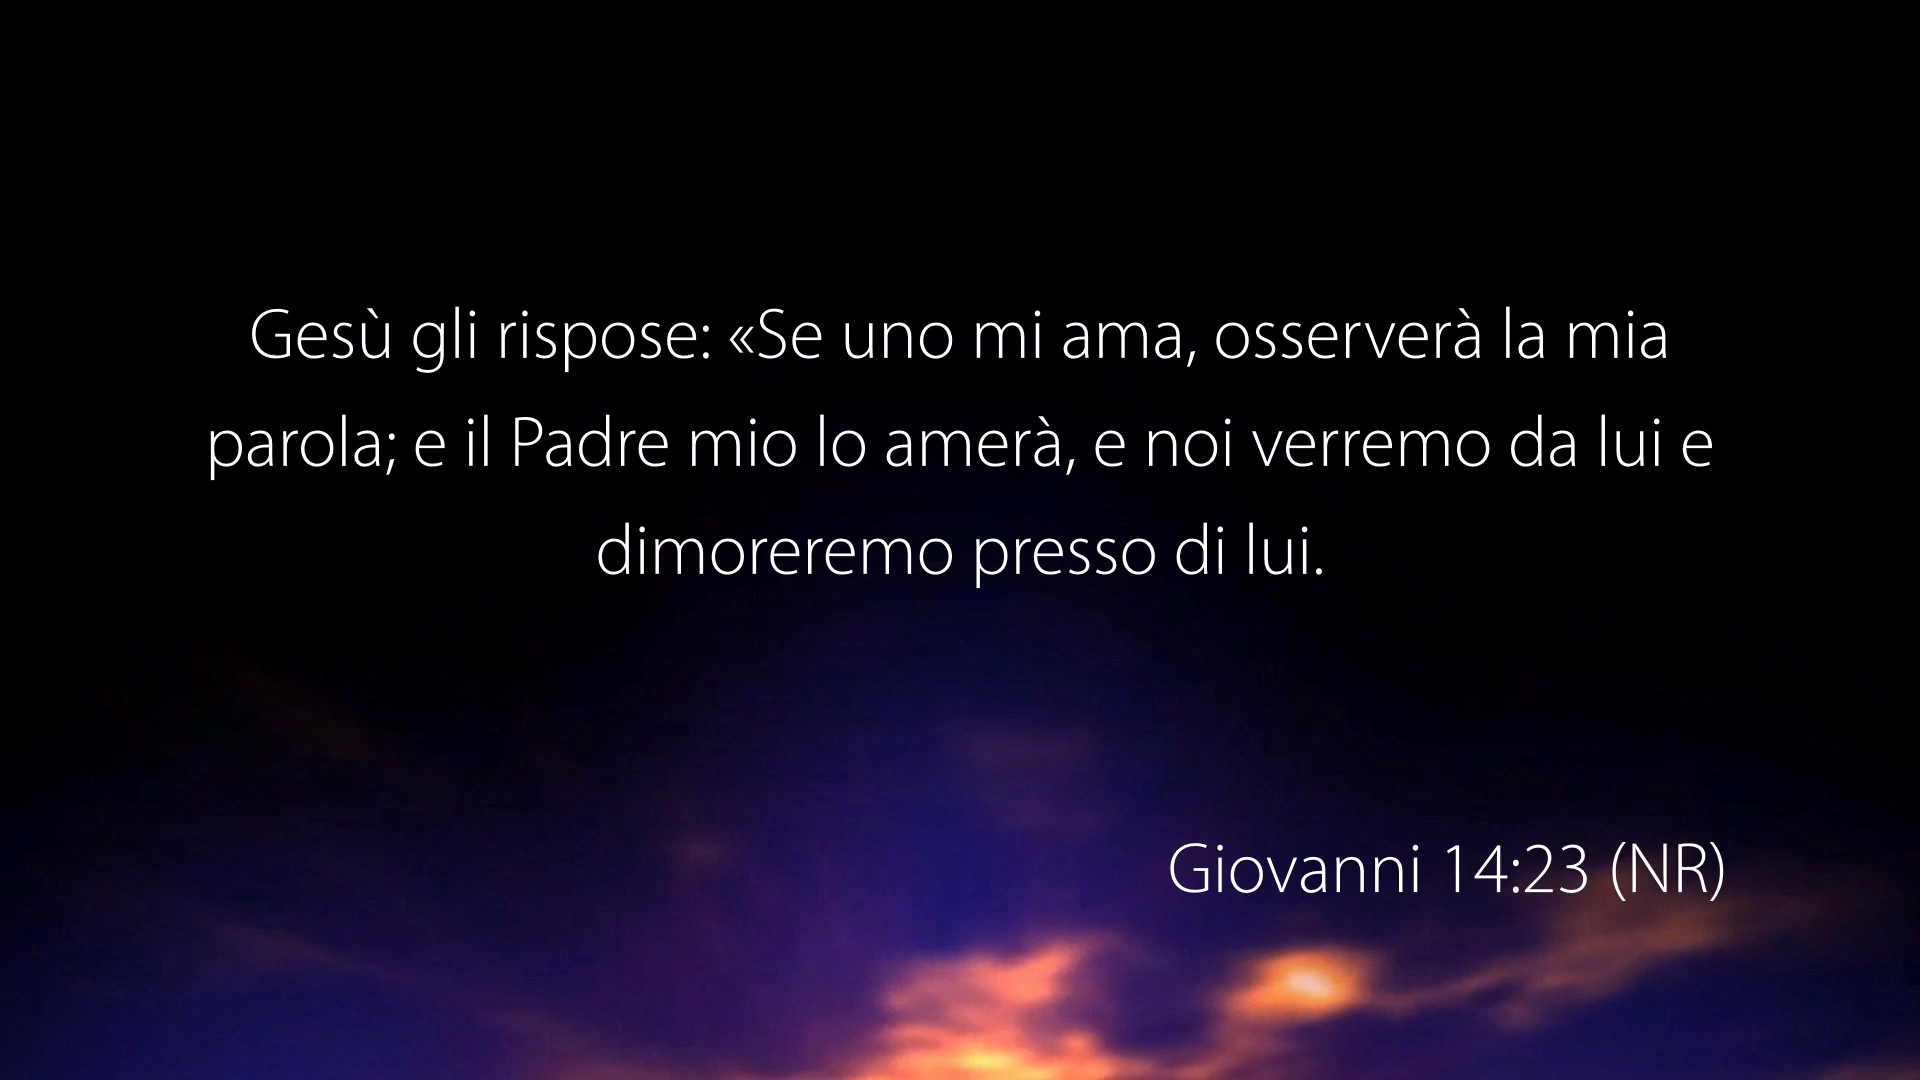 Gesù gli rispose: «Se uno mi ama, osserverà la mia
parola; e il Padre mio lo amerà, e noi verremo da lui e
dimoreremo presso di lui.
Giovanni 14:23 (NR)